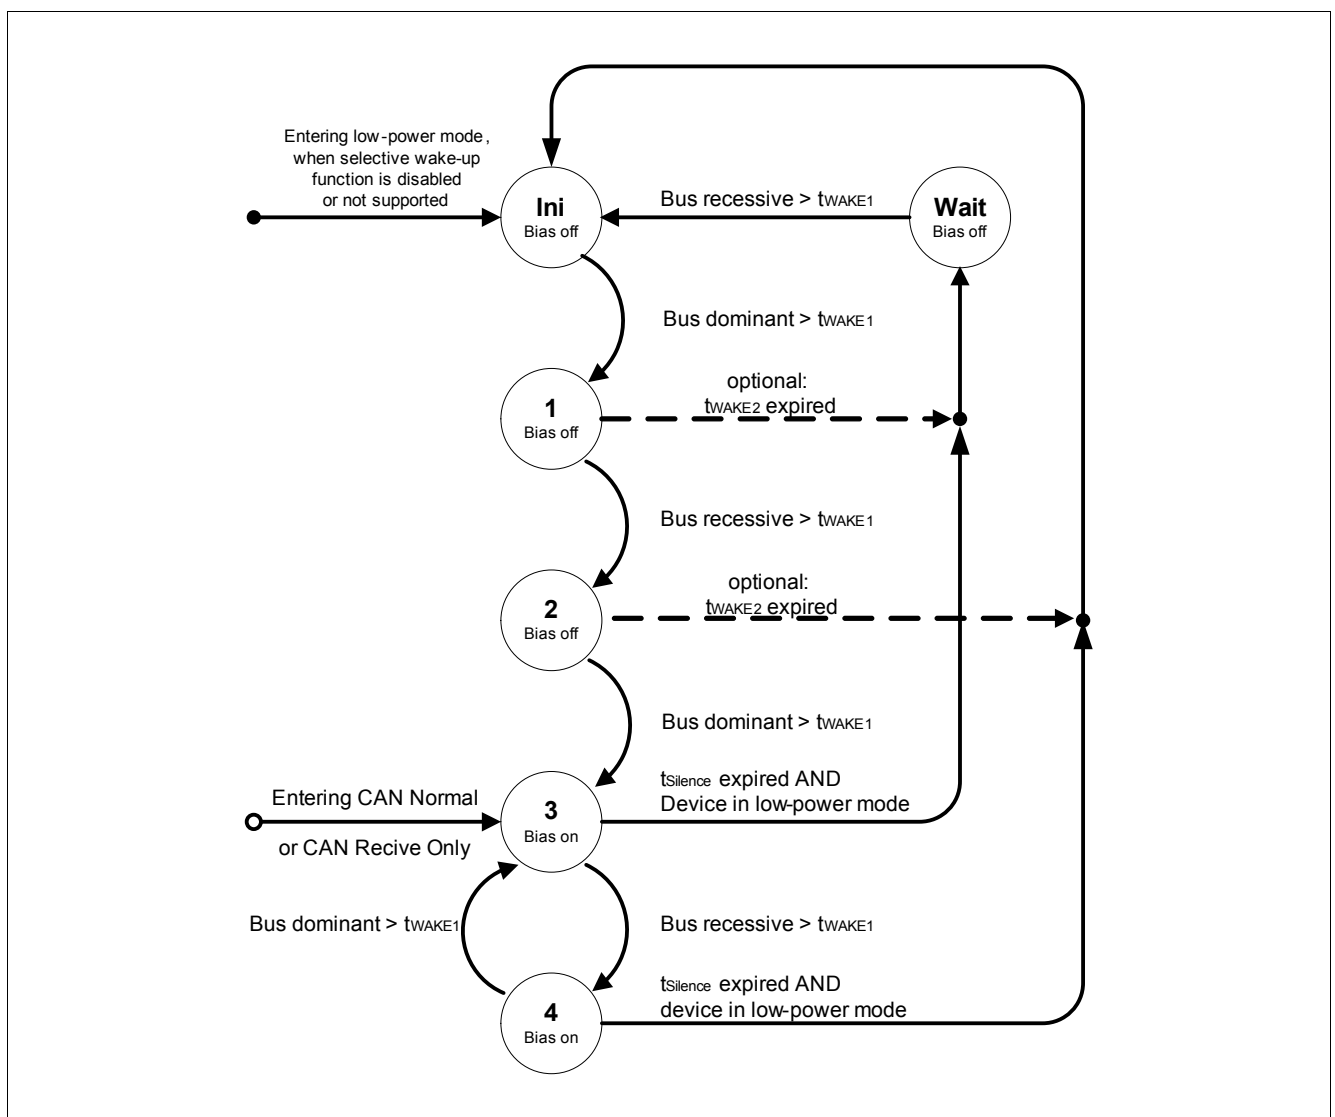 Entering low-power mode,
when selective wake-up
function is disabled
or not supported
Ini
Bias off
Bus recessive > tWAKE1
Wait
Bias off
Bus dominant > tWAKE1
1
Bias off
optional:
tWAKE2 expired
Bus recessive > tWAKE1
2
Bias off
optional:
tWAKE2 expired
Bus dominant > tWAKE1
Entering CAN Normal
or CAN Recive Only
3
Bias on
tSilence expired AND
Device in low-power mode
Bus dominant > tWAKE1
Bus recessive > tWAKE1
4
Bias on
tSilence expired AND
device in low-power mode